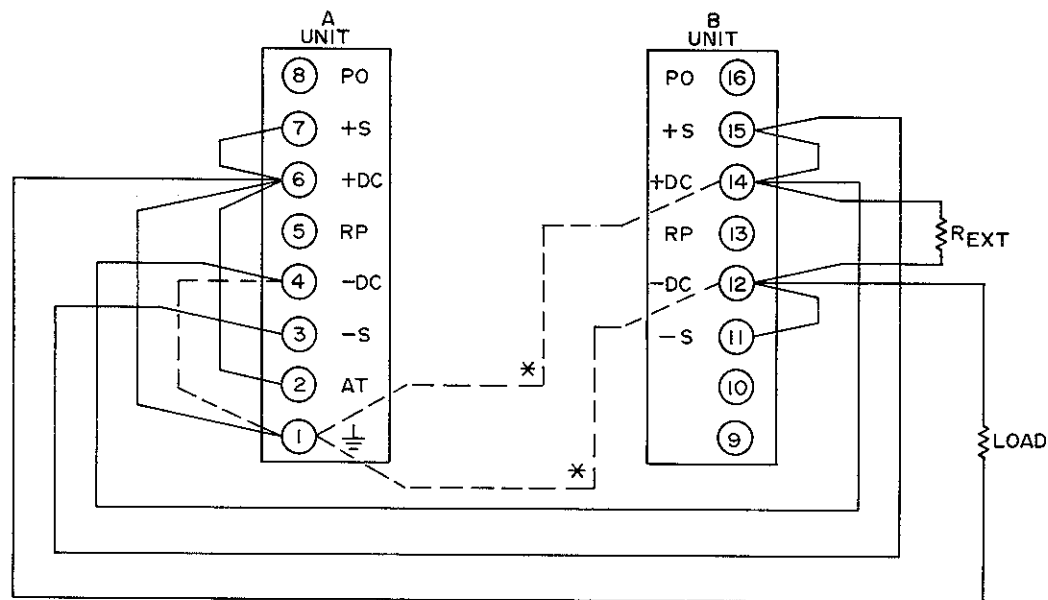 A
UNIT
8 PO
7 +S
6 +DC
5 RP
4 -DC
3 -S
2 AT
1
B
UNIT
PO 16
+S 15
+DC 14
RP 13
-DC 12
-S 11
10
9
*
*
REXT
LOAD